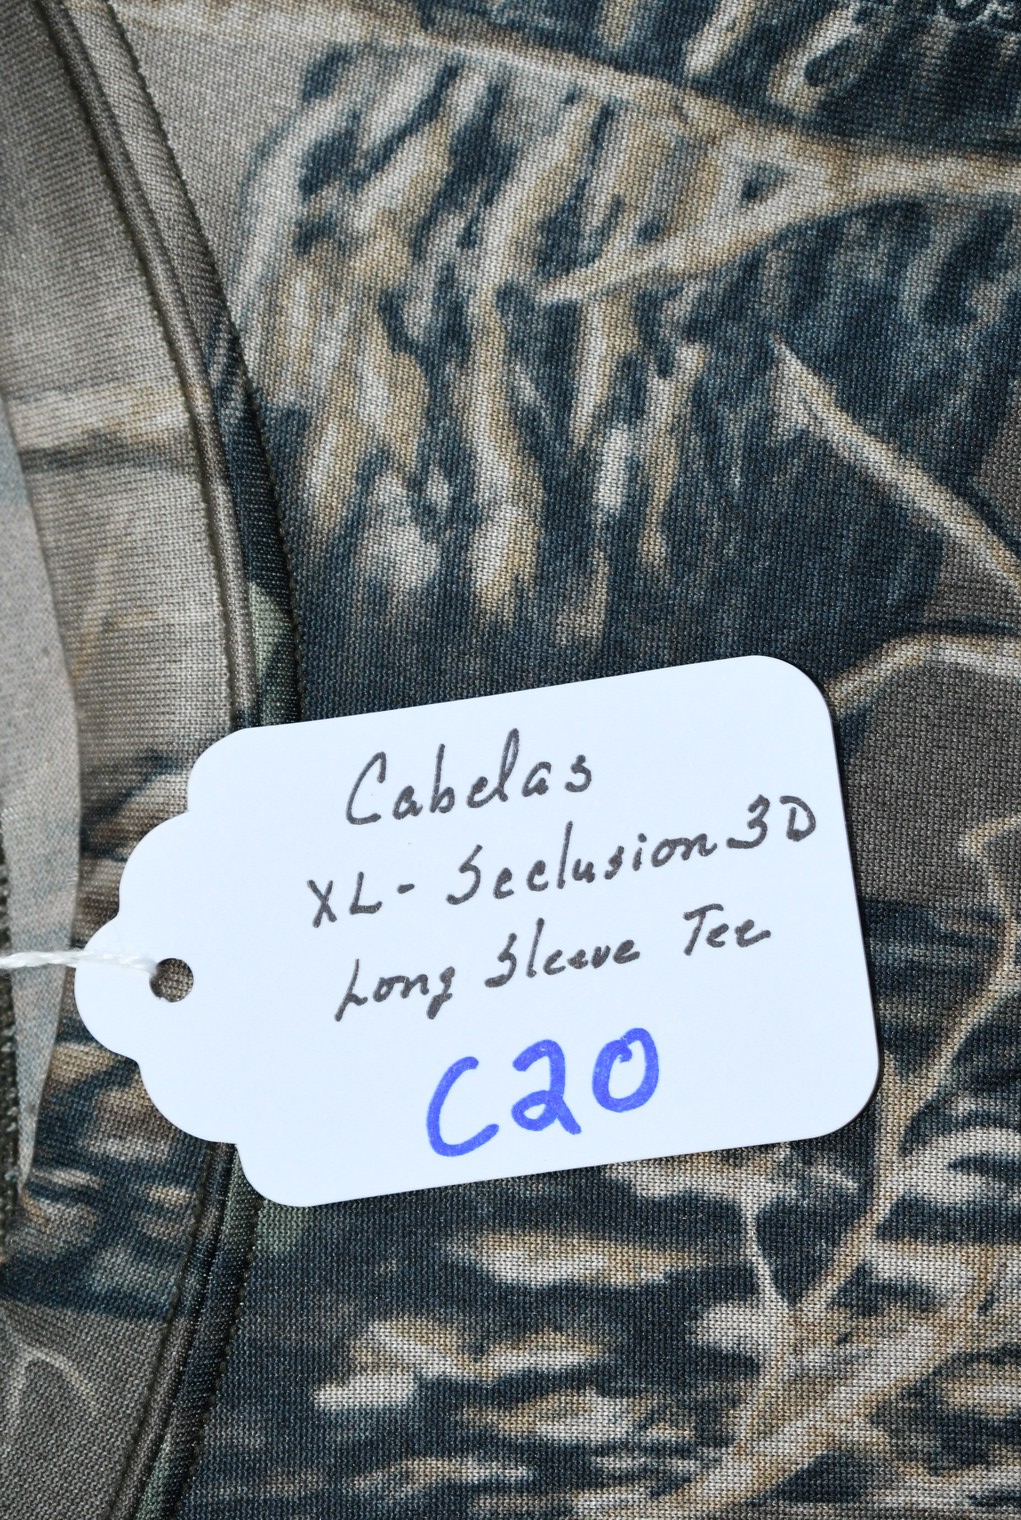 Cabelas
XL- Seclusion 3D
Long Sleeve Tee
C20